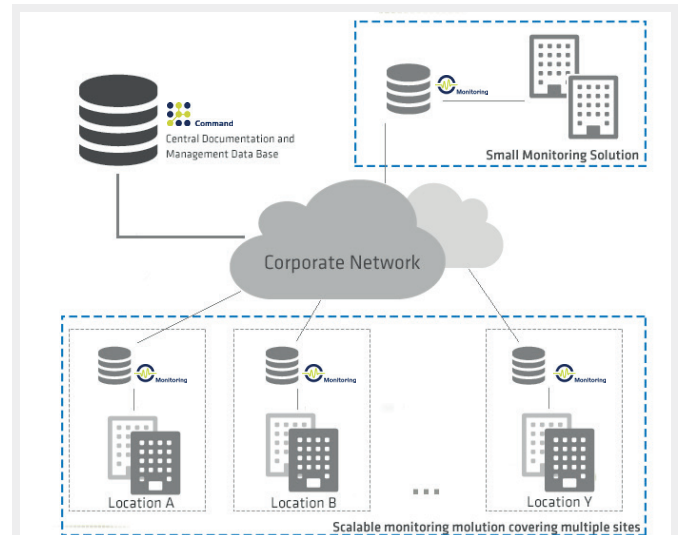 Command
Central Documentation and
Management Data Base
Monitoring
Small Monitoring Solution
Corporate Network
Monitoring
Monitoring
Monitoring
Location A
Location B
...
Location Y
Scalable monitoring molution covering multiple sites